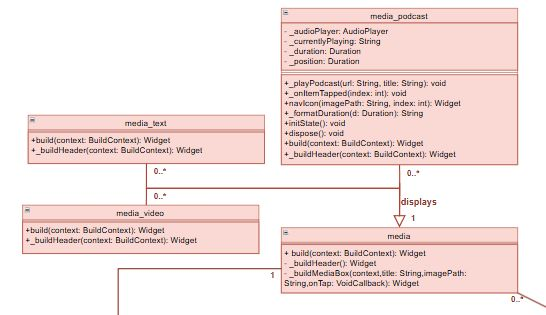 media_podcast
- _audioPlayer: AudioPlayer
- _currentlyPlaying: String
- _duration: Duration
- _position: Duration
+_playPodcast(url: String, title: String): void
+_onItemTapped(index: int): void
+navIcon(imagePath: String, index: int): Widget
+_formatDuration(d: Duration): String
+initState(): void
+dispose(): void
+build(context: BuildContext): Widget
+_buildHeader(context: BuildContext): Widget
media_text
+build(context: BuildContext): Widget
+_buildHeader(context: BuildContext): Widget
0..*
0..*
0..*
media_video
+build(context: BuildContext): Widget
+_buildHeader(context: BuildContext): Widget
displays
1
media
+ build(context: BuildContext): Widget
- _buildHeader(): Widget
- _buildMediaBox(context,title: String,imagePath:
String,onTap: VoidCallback): Widget
1
0..*